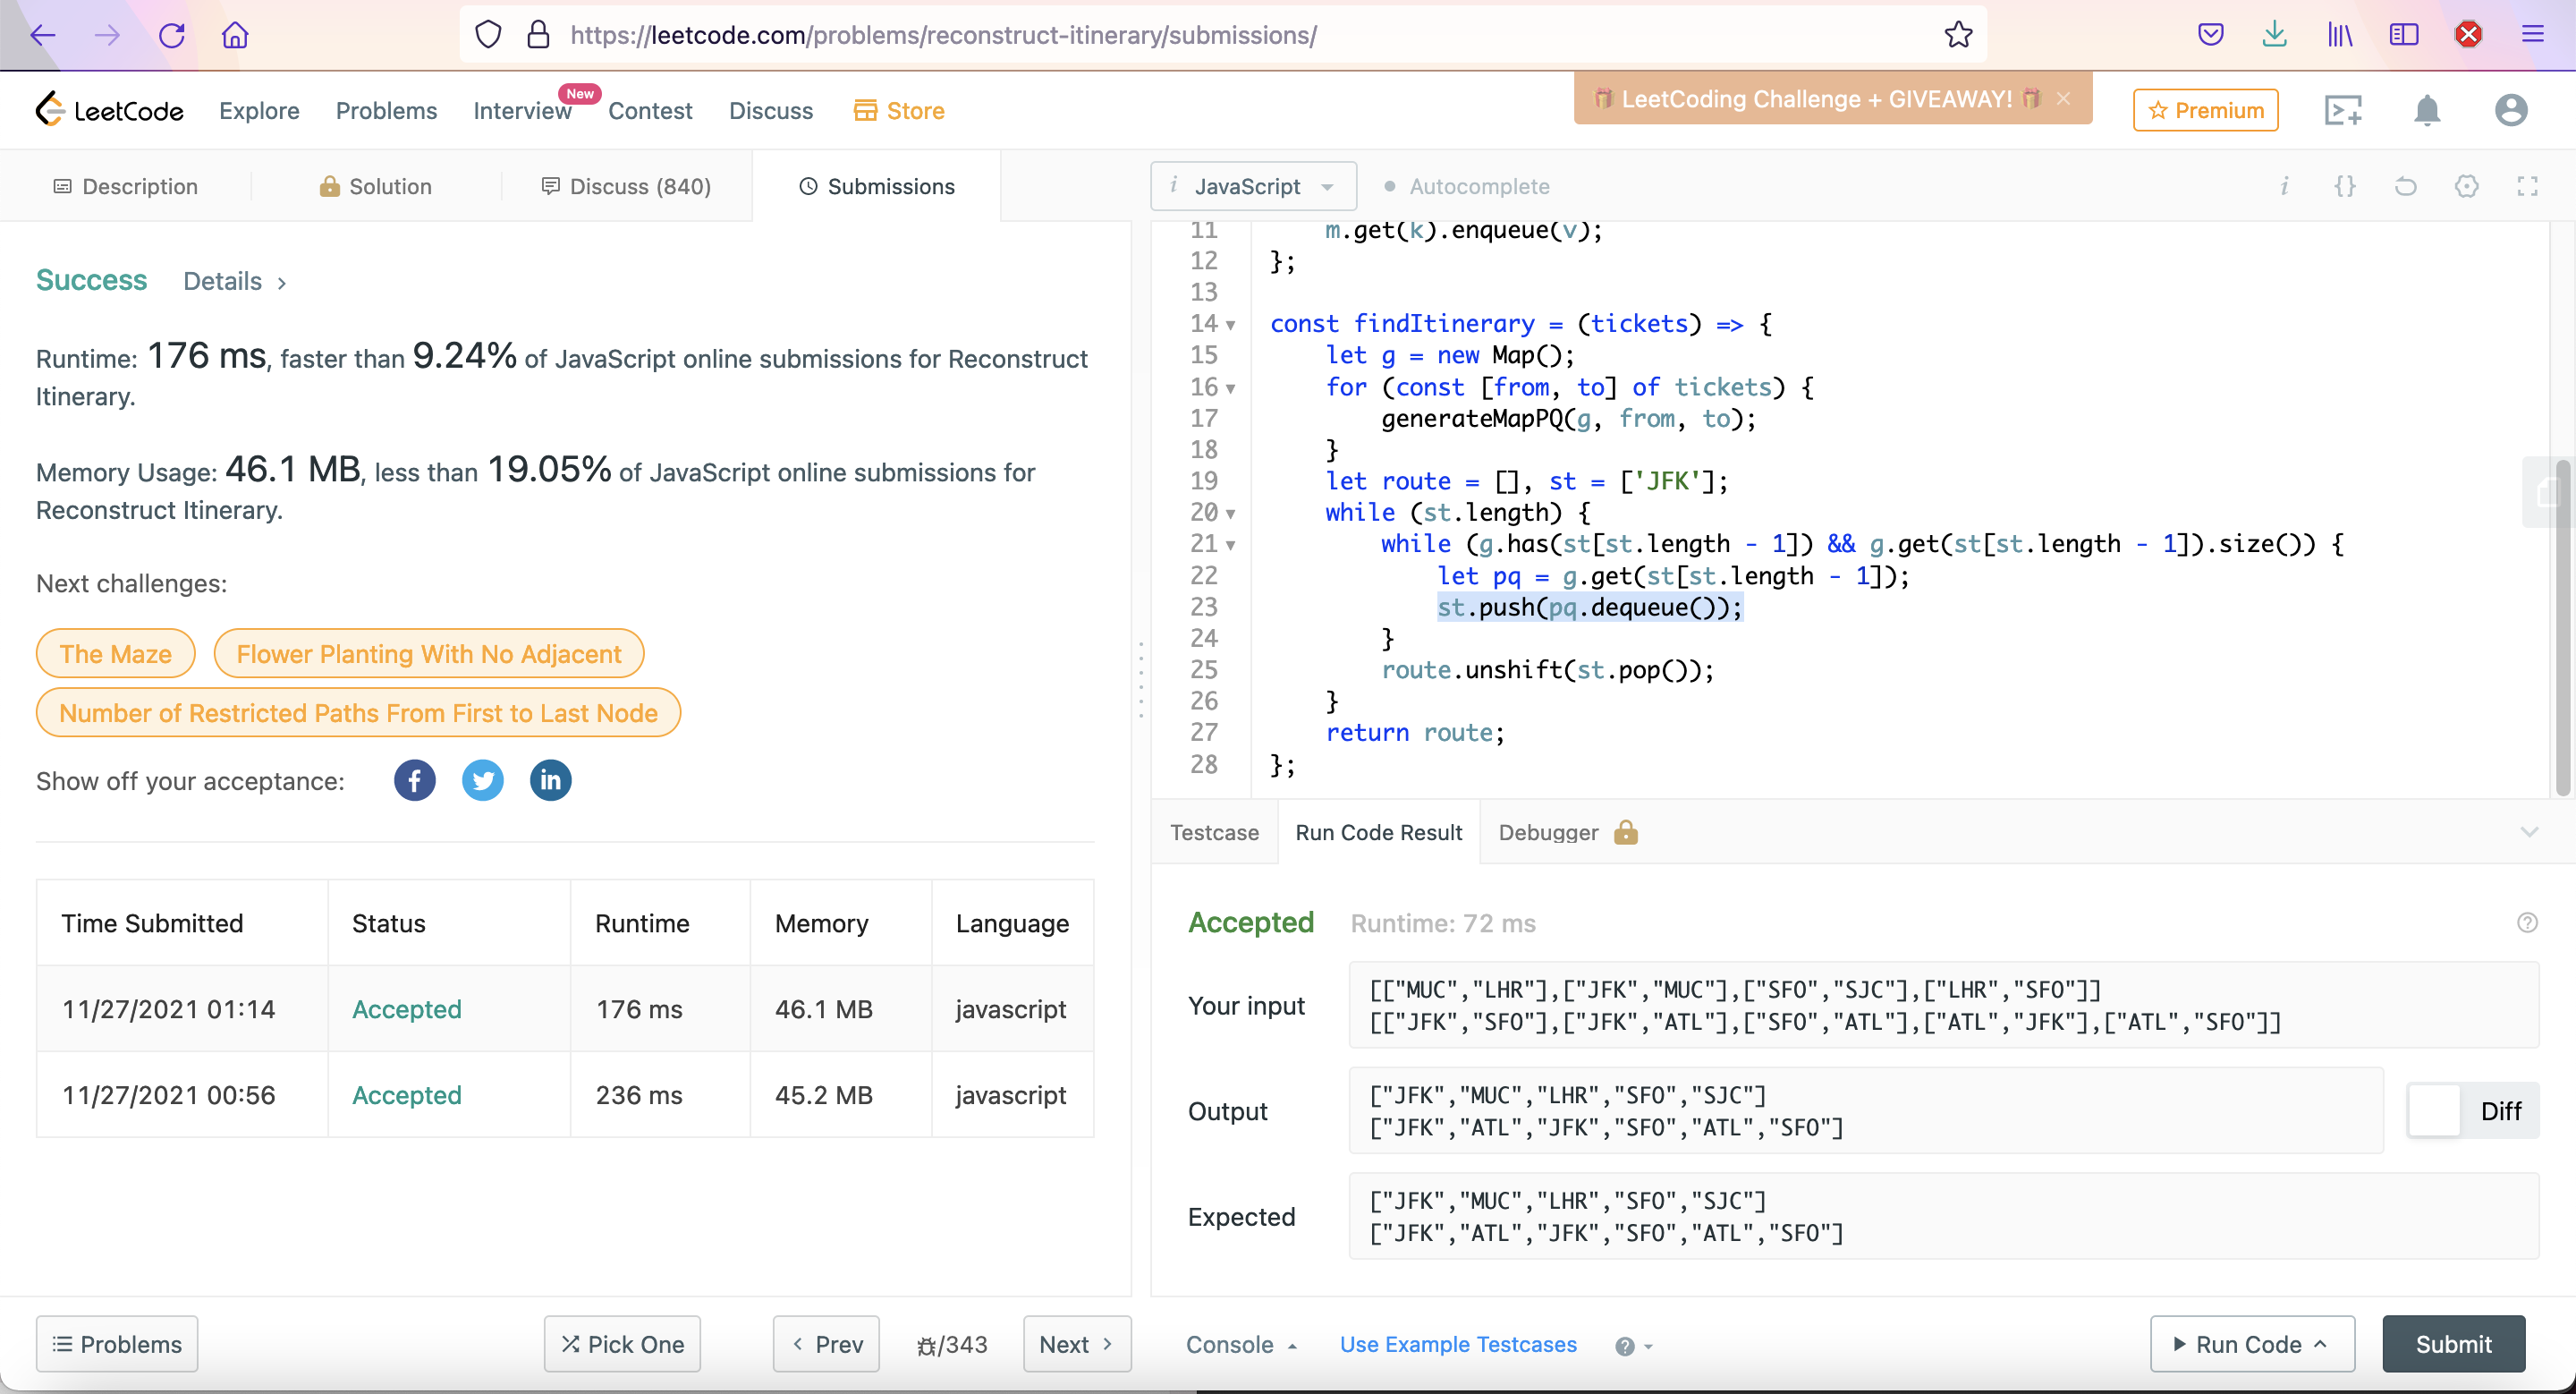 https://leetcode.com/problems/reconstruct-itinerary/submissions/
LeetCode Explore Problems Interview New Contest Discuss Store LeetCoding Challenge + GIVEAWAY! Premium
Description Solution Discuss (840) Submissions
i JavaScript Autocomplete i {}
Success Details >
Runtime: 176 ms, faster than 9.24% of JavaScript online submissions for Reconstruct
Itinerary.
Memory Usage: 46.1 MB, less than 19.05% of JavaScript online submissions for
Reconstruct Itinerary.
Next challenges:
The Maze Flower Planting With No Adjacent
Number of Restricted Paths From First to Last Node
Show off your acceptance: f in
Time Submitted Status Runtime Memory Language
11/27/2021 01:14 Accepted 176 ms 46.1 MB javascript
11/27/2021 00:56 Accepted 236 ms 45.2 MB javascript
11 m.get(k).enqueue(v);
12 };
13
14 const findItinerary = (tickets) => {
15 let g = new Map();
16 for (const [from, to] of tickets) {
17 generateMapPQ(g, from, to);
18 }
19 let route = [], st = ['JFK'];
20 while (st.length) {
21 while (g.has(st[st.length - 1]) && g.get(st[st.length - 1]).size()) {
22 let pq = g.get(st[st.length - 1]);
23 st.push(pq.dequeue());
24 }
25 route.unshift(st.pop());
26 }
27 return route;
28 };
Testcase Run Code Result Debugger
Accepted Runtime: 72 ms
Your input
[["MUC","LHR"],["JFK","MUC"],["SFO","SJC"],["LHR","SFO"]]
[["JFK","SFO"],["JFK","ATL"],["SFO","ATL"],["ATL","JFK"],["ATL","SFO"]]
Output
["JFK","MUC","LHR","SFO","SJC"]
["JFK","ATL","JFK","SFO","ATL","SFO"]
Diff
Expected
["JFK","MUC","LHR","SFO","SJC"]
["JFK","ATL","JFK","SFO","ATL","SFO"]
Problems Pick One < Prev /343 Next > Console Use Example Testcases ? Run Code Submit